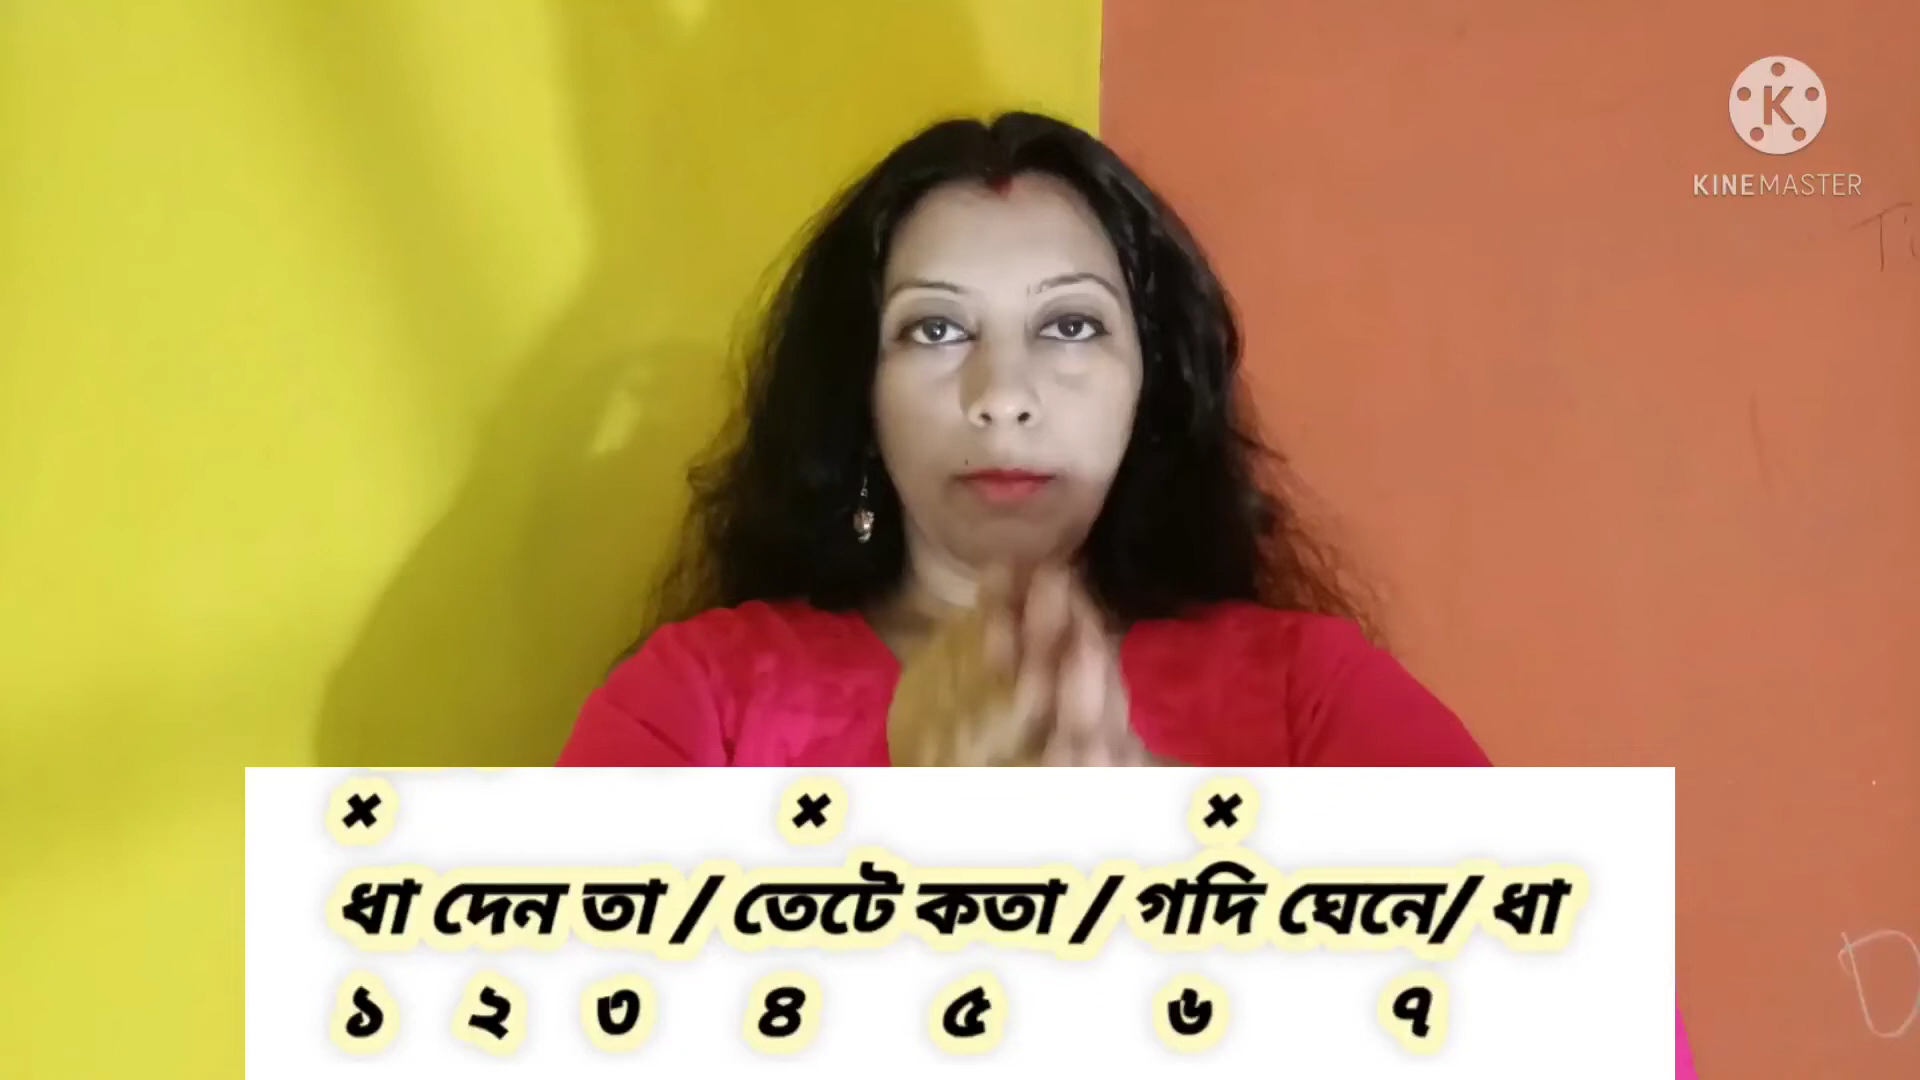 K
KINEMASTER
× × ×
ধা দেন তা / তেটে কতা / গদি ঘেনে/ ধা
১ ২ ৩ ৪ ৫ ৬ ৭